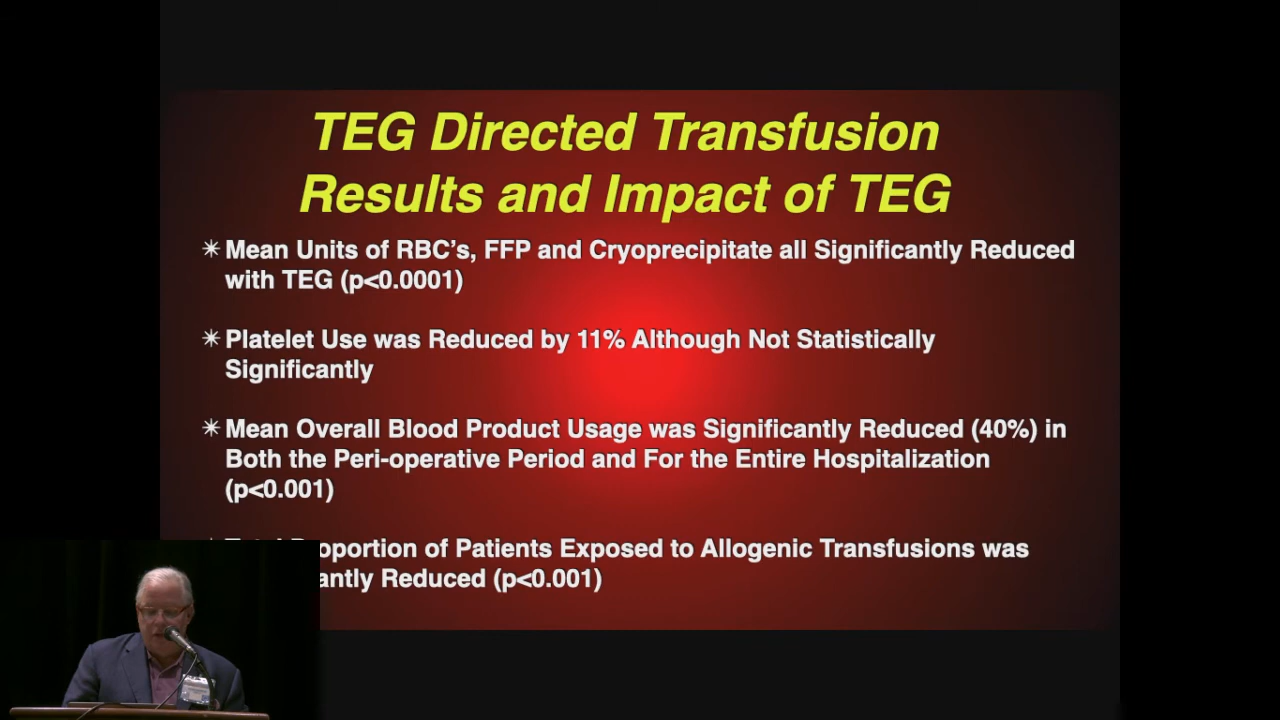 TEG Directed Transfusion
Results and Impact of TEG
✴ Mean Units of RBC's, FFP and Cryoprecipitate all Significantly Reduced
with TEG (p<0.0001)
✴ Platelet Use was Reduced by 11% Although Not Statistically
Significantly
✴ Mean Overall Blood Product Usage was Significantly Reduced (40%) in
Both the Peri-operative Period and For the Entire Hospitalization
(p<0.001)
of Patients Exposed to Allogenic Transfusions was
Reduced (p<0.001)